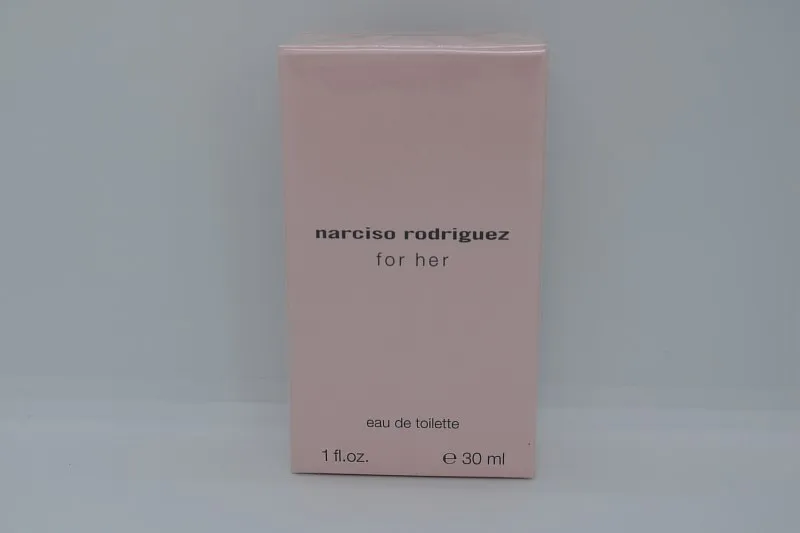 narciso rodriguez
for her
eau de toilette
1 fl.oz. ℮ 30 ml